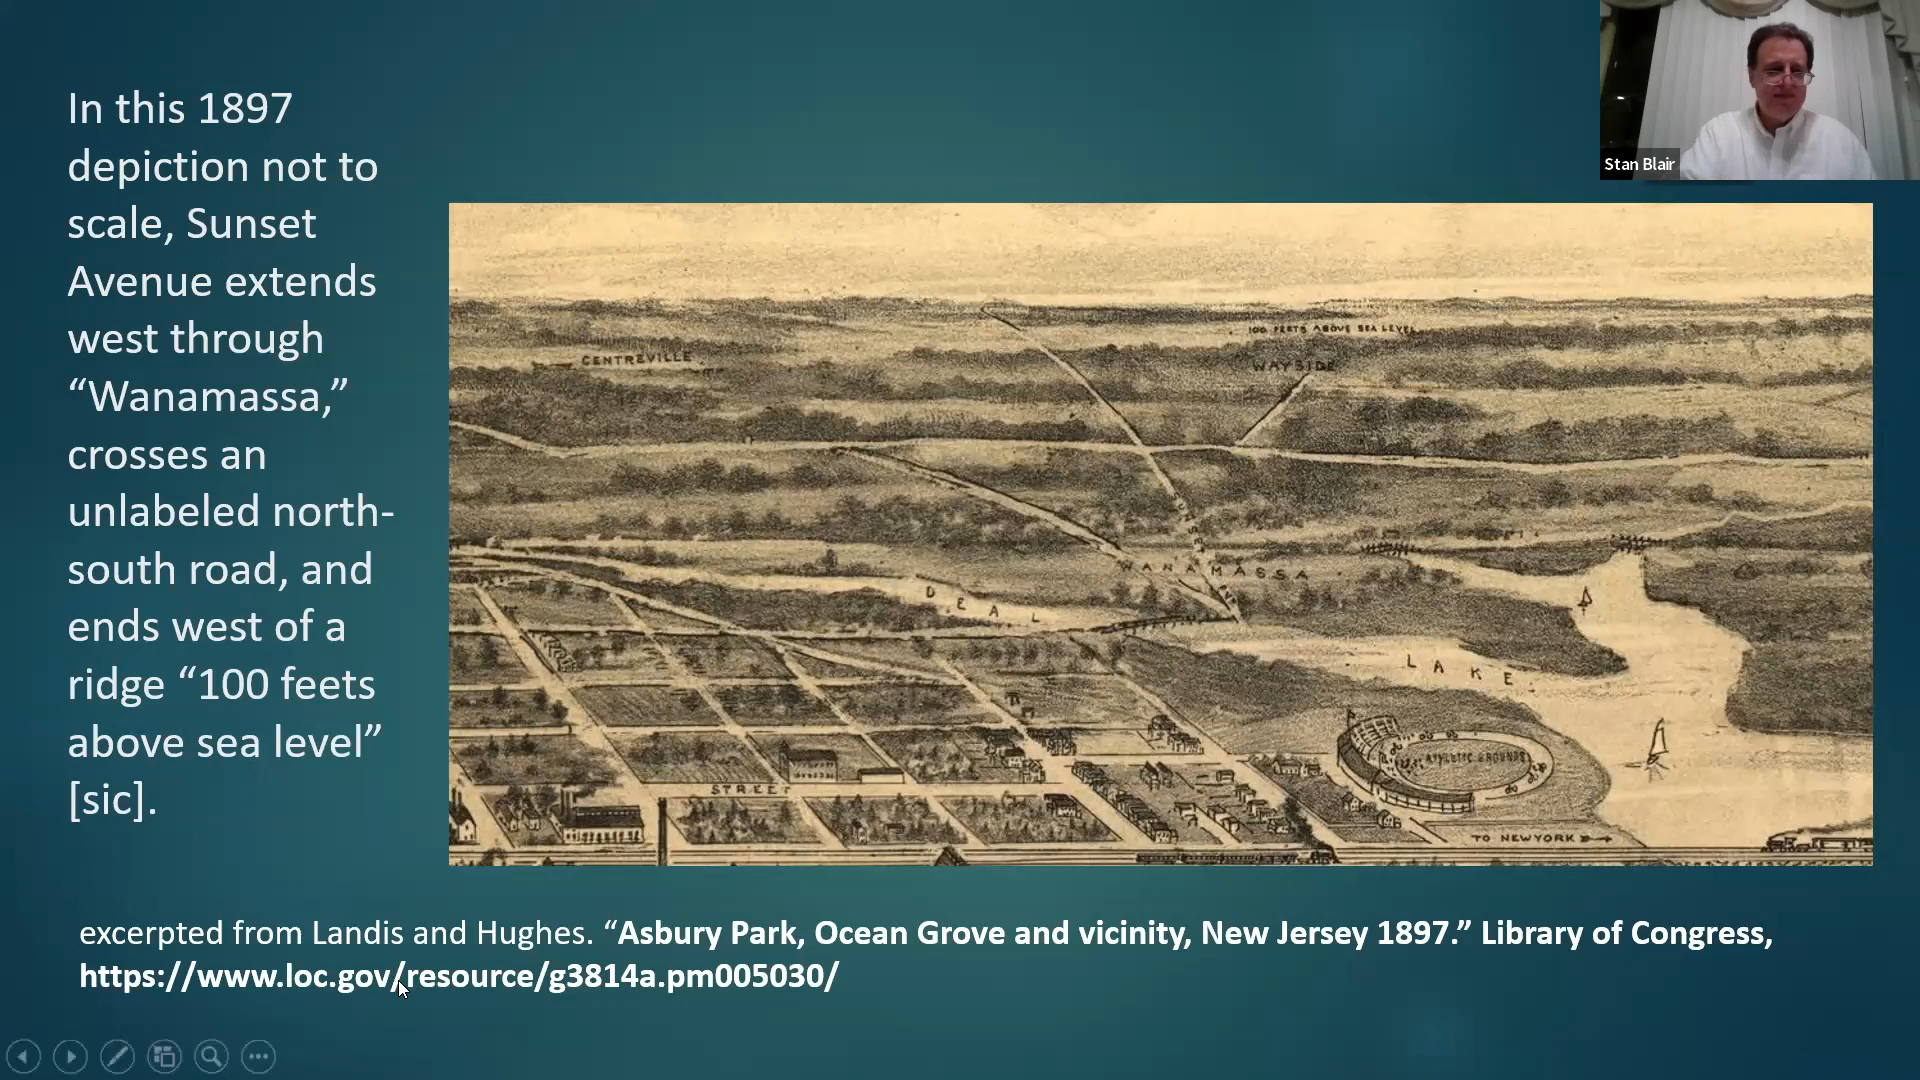 In this 1897
depiction not to
scale, Sunset
Avenue extends
west through
“Wanamassa,”
crosses an
unlabeled north-
south road, and
ends west of a
ridge “100 feets
above sea level”
[sic].
Stan Blair
100 FEETS ABOVE SEA LEVEL
CENTREVILLE
WAYSIDE
SUNSET AVE
WANAMASSA
DEAL
LAKE
ATHLETIC GROUNDS
STREET
TO NEWYORK
excerpted from Landis and Hughes. “Asbury Park, Ocean Grove and vicinity, New Jersey 1897.” Library of Congress,
https://www.loc.gov/resource/g3814a.pm005030/